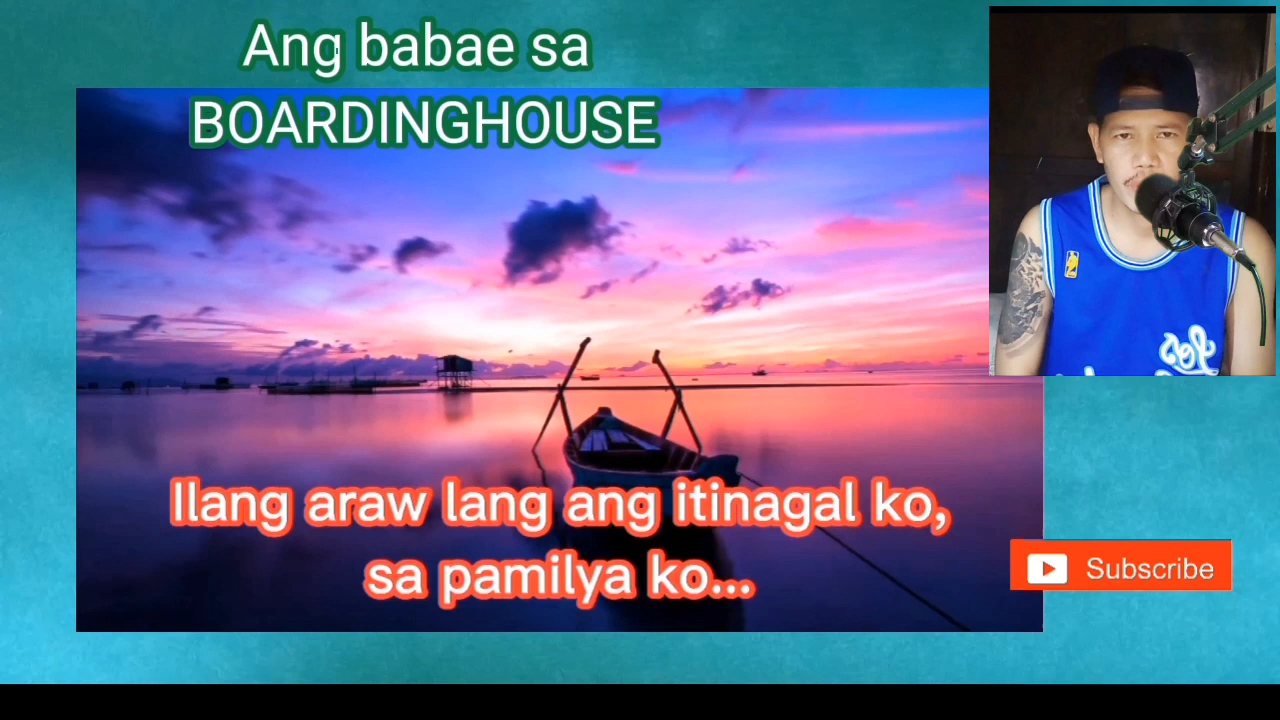 Ang babae sa
BOARDINGHOUSE
Ilang araw lang ang itinagal ko,
sa pamilya ko...
Subscribe